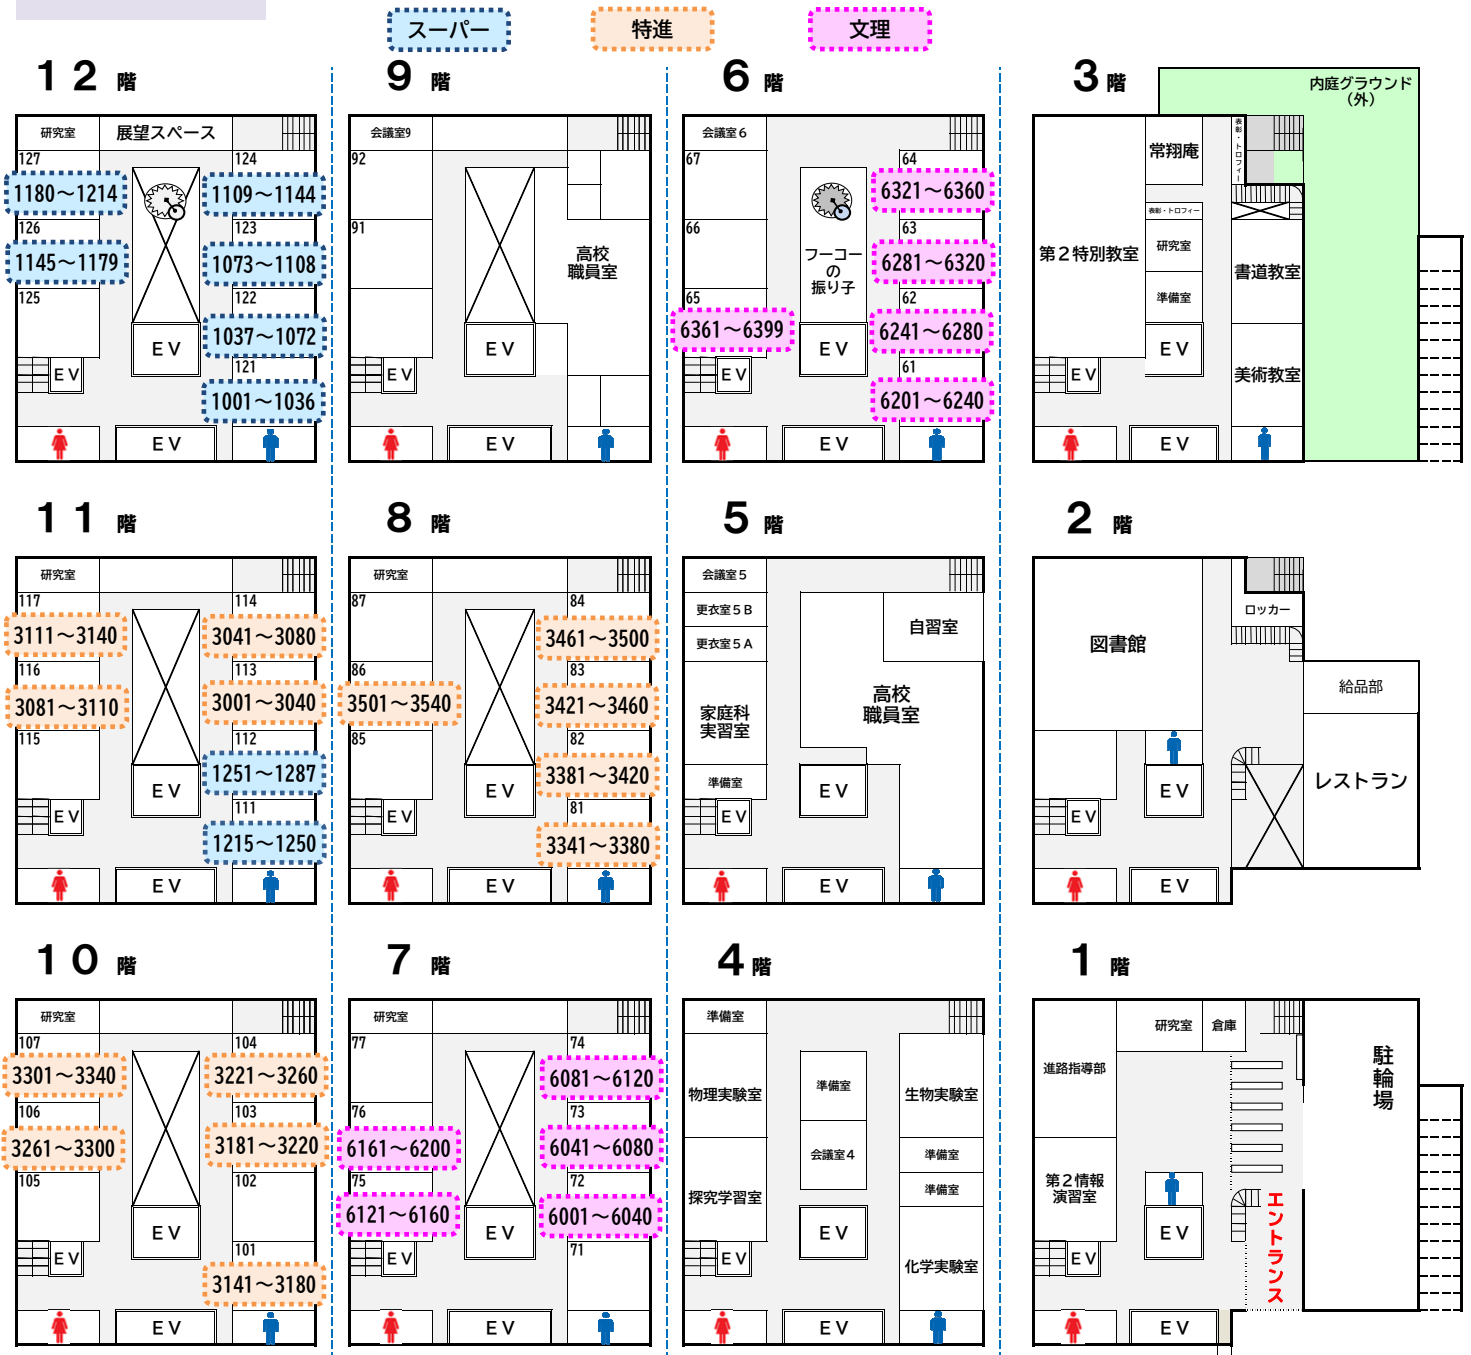 スーパー
特進
文理
１２ 階
研究室
展望スペース
127
124
1180～1214
1109～1144
126
123
1145～1179
1073～1108
125
122
1037～1072
ＥＶ
121
ＥＶ
1001～1036
ＥＶ
９ 階
会議室9
92
91
高校
職員室
ＥＶ
ＥＶ
ＥＶ
６ 階
会議室６
67
64
6321～6360
66
63
フーコー
の
振り子
6281～6320
65
62
6361～6399
6241～6280
ＥＶ
61
ＥＶ
6201～6240
ＥＶ
３階
内庭グラウンド
（外）
表彰・トロフィー
常翔庵
表彰・トロフィー
第２特別教室
研究室
書道教室
準備室
ＥＶ
ＥＶ
美術教室
ＥＶ
１１ 階
研究室
117
114
3111～3140
3041～3080
116
113
3081～3110
3001～3040
115
112
1251～1287
ＥＶ
111
ＥＶ
1215～1250
ＥＶ
８ 階
研究室
87
84
3461～3500
86
83
3501～3540
3421～3460
85
82
3381～3420
ＥＶ
81
ＥＶ
3341～3380
ＥＶ
５ 階
会議室５
更衣室５Ｂ
更衣室５Ａ
自習室
高校
職員室
家庭科
実習室
準備室
ＥＶ
ＥＶ
ＥＶ
２ 階
ロッカー
図書館
給品部
レストラン
ＥＶ
ＥＶ
ＥＶ
１０ 階
研究室
107
104
3301～3340
3221～3260
106
103
3261～3300
3181～3220
105
102
ＥＶ
101
ＥＶ
3141～3180
ＥＶ
７ 階
研究室
77
74
6081～6120
76
73
6161～6200
6041～6080
75
72
6121～6160
6001～6040
ＥＶ
71
ＥＶ
ＥＶ
４階
準備室
物理実験室
準備室
生物実験室
会議室４
準備室
準備室
探究学習室
ＥＶ
ＥＶ
化学実験室
ＥＶ
１ 階
研究室
倉庫
進路指導部
駐輪場
第２情報
演習室
エントランス
ＥＶ
ＥＶ
ＥＶ